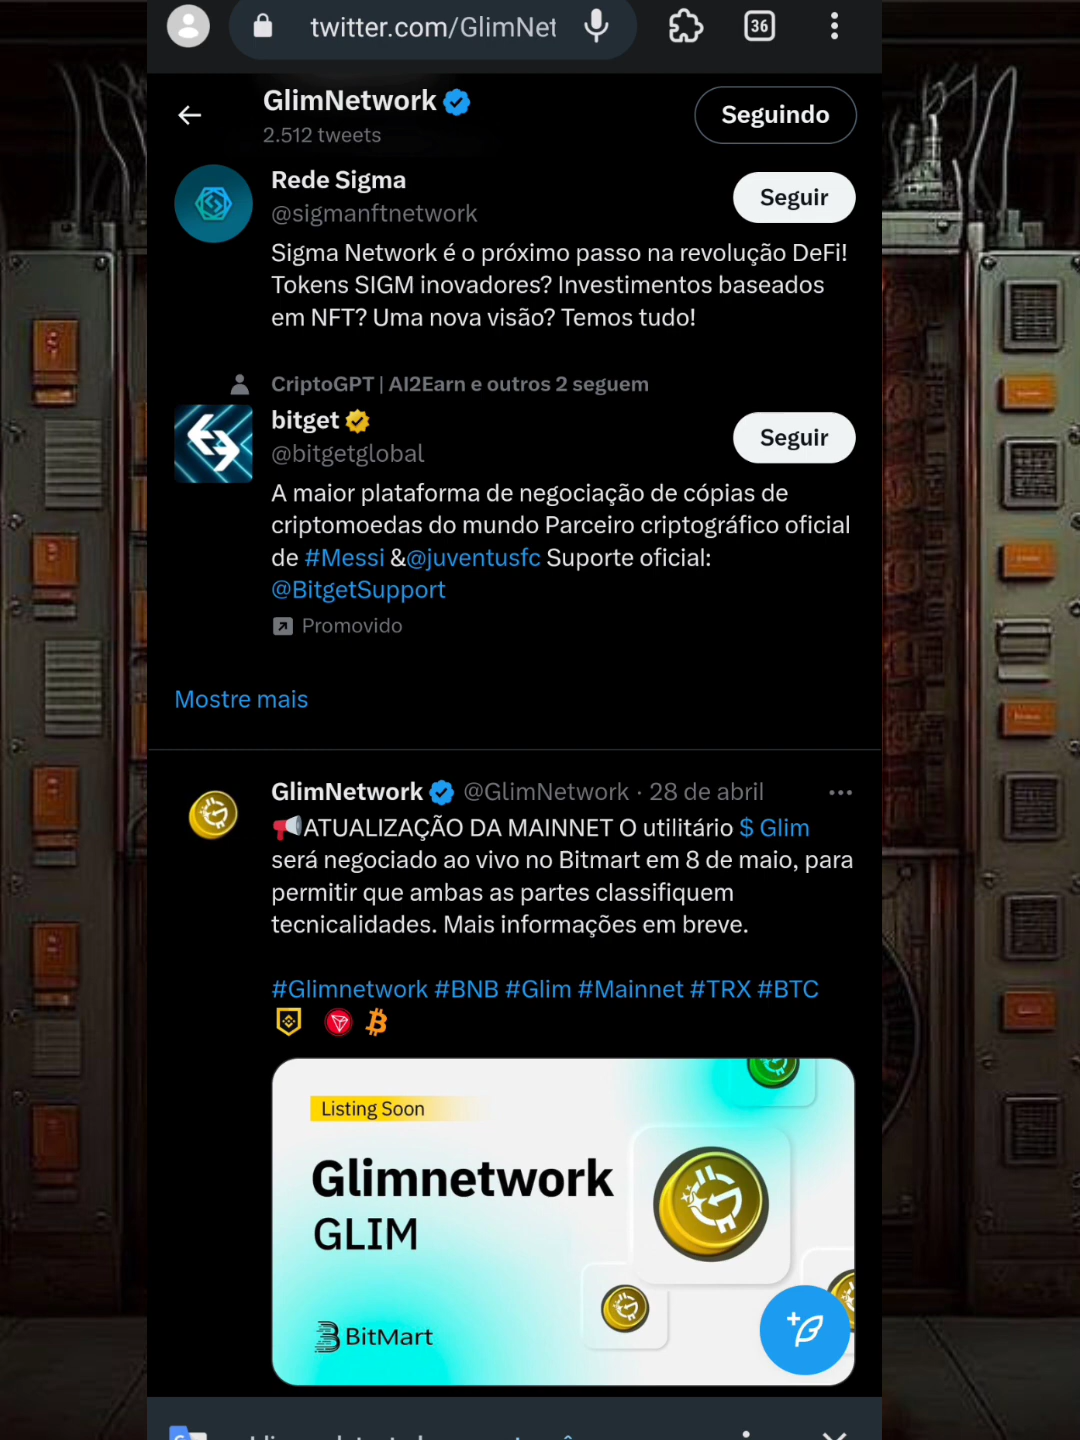 twitter.com/GlimNet
36
GlimNetwork
2.512 tweets
Seguindo
Rede Sigma
@sigmanftnetwork
Seguir
Sigma Network é o próximo passo na revolução DeFi!
Tokens SIGM inovadores? Investimentos baseados
em NFT? Uma nova visão? Temos tudo!
CriptoGPT | AI2Earn e outros 2 seguem
bitget
@bitgetglobal
Seguir
A maior plataforma de negociação de cópias de
criptomoedas do mundo Parceiro criptográfico oficial
de #Messi &@juventusfc Suporte oficial:
@BitgetSupport
Promovido
Mostre mais
GlimNetwork @GlimNetwork · 28 de abril
ATUALIZAÇÃO DA MAINNET O utilitário $ Glim
será negociado ao vivo no Bitmart em 8 de maio, para
permitir que ambas as partes classifiquem
tecnicalidades. Mais informações em breve.
#Glimnetwork #BNB #Glim #Mainnet #TRX #BTC
Listing Soon
Glimnetwork
GLIM
BitMart